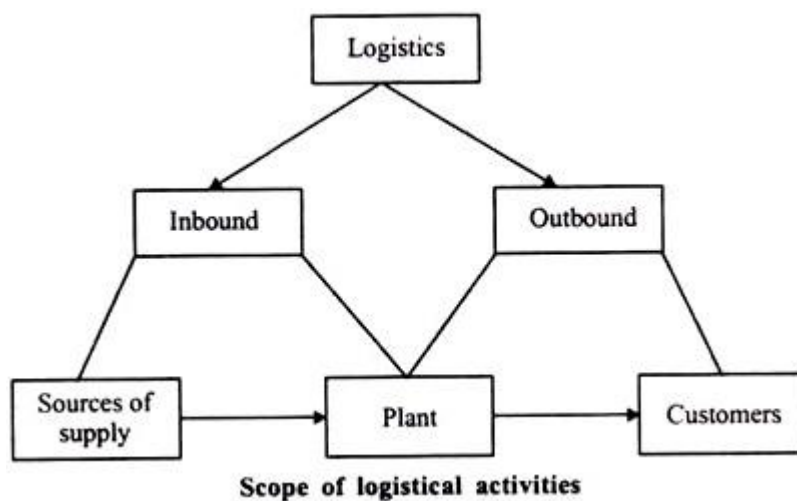 Logistics
Inbound
Outbound
Sources of
supply
Plant
Customers
Scope of logistical activities